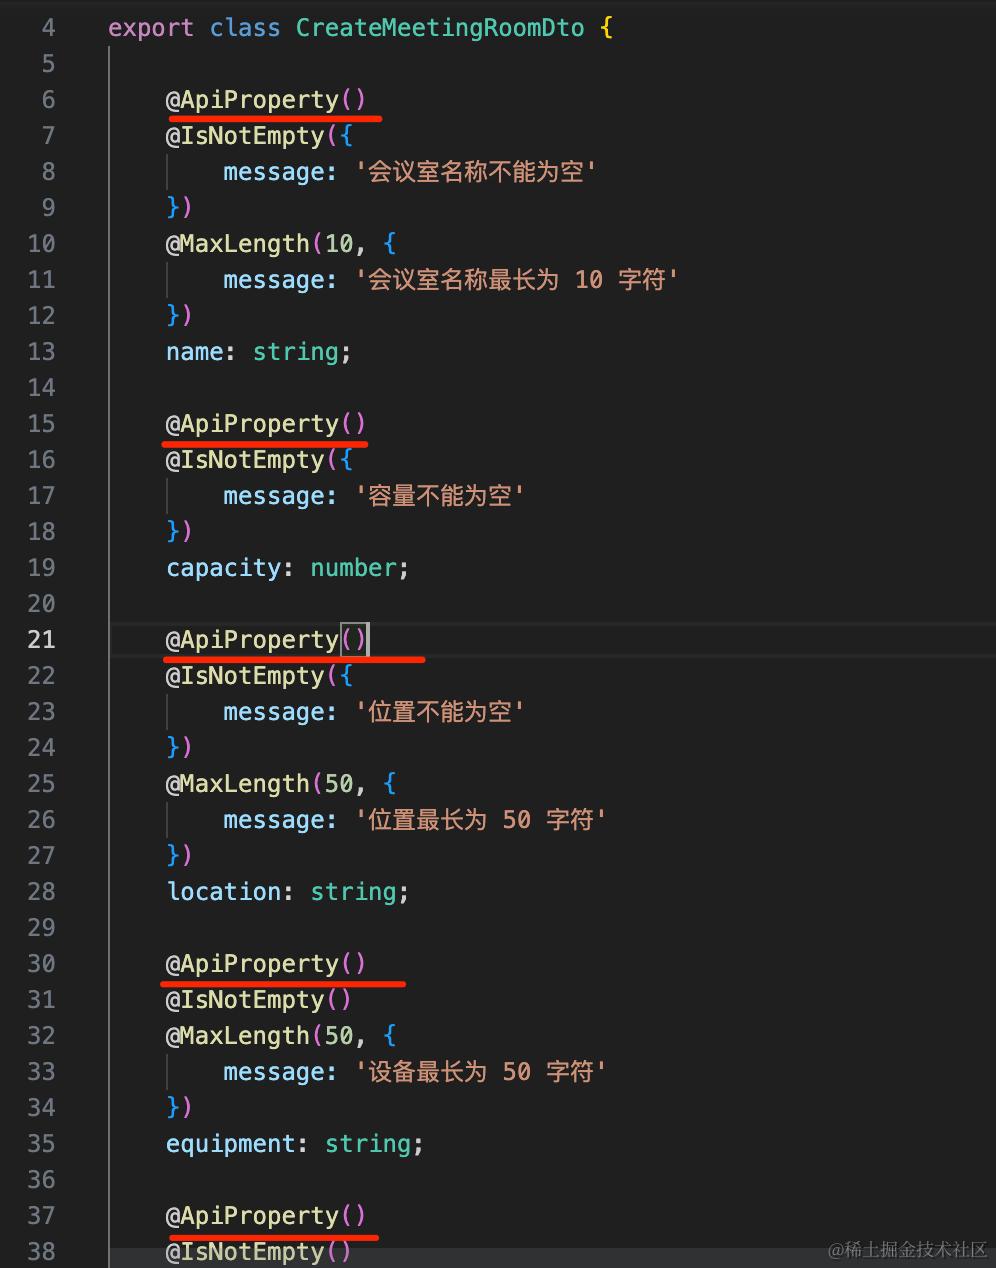 4 export class CreateMeetingRoomDto {
5
6 @ApiProperty()
7 @IsNotEmpty({
8 message: '会议室名称不能为空'
9 })
10 @MaxLength(10, {
11 message: '会议室名称最长为 10 字符'
12 })
13 name: string;
14
15 @ApiProperty()
16 @IsNotEmpty({
17 message: '容量不能为空'
18 })
19 capacity: number;
20
21 @ApiProperty()
22 @IsNotEmpty({
23 message: '位置不能为空'
24 })
25 @MaxLength(50, {
26 message: '位置最长为 50 字符'
27 })
28 location: string;
29
30 @ApiProperty()
31 @IsNotEmpty()
32 @MaxLength(50, {
33 message: '设备最长为 50 字符'
34 })
35 equipment: string;
36
37 @ApiProperty()
38 @IsNotEmpty()
@稀土掘金技术社区